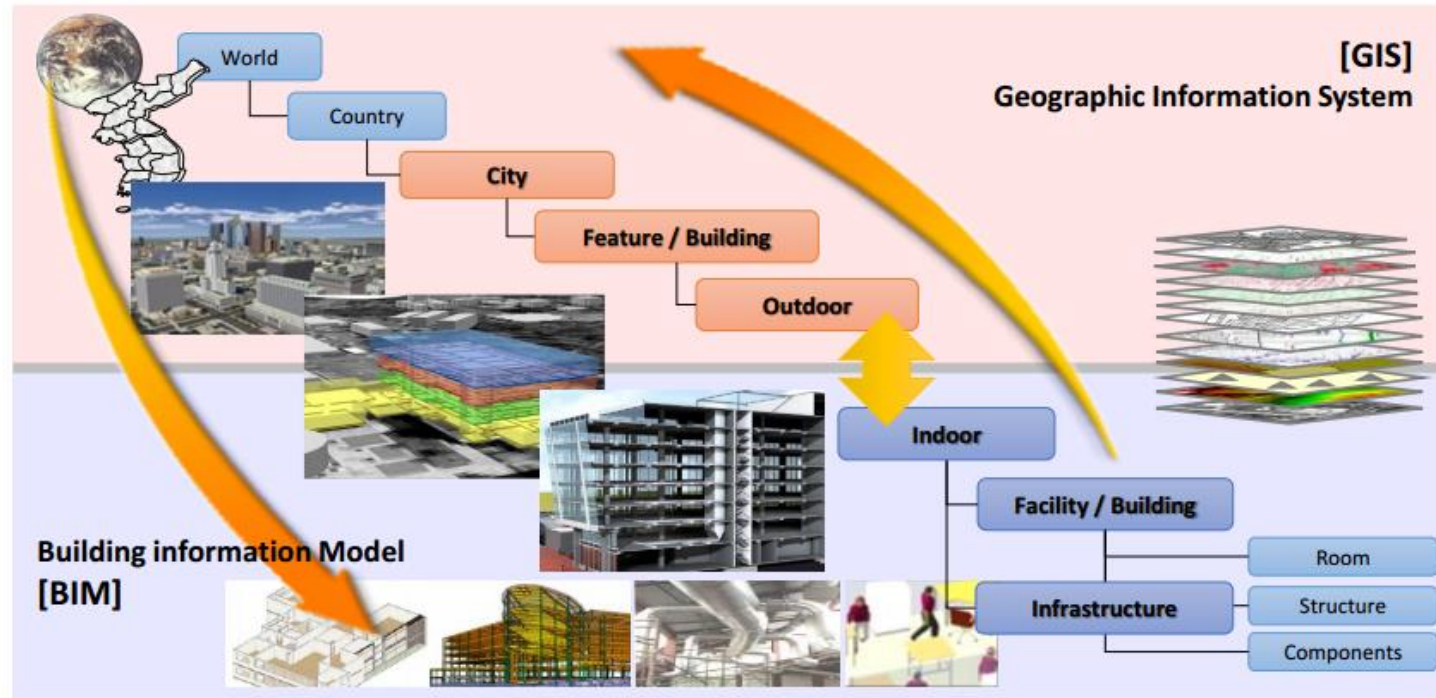 World
[GIS]
Geographic Information System
Country
City
Feature / Building
Outdoor
Indoor
Facility / Building
Building information Model
[BIM]
Room
Infrastructure
Structure
Components